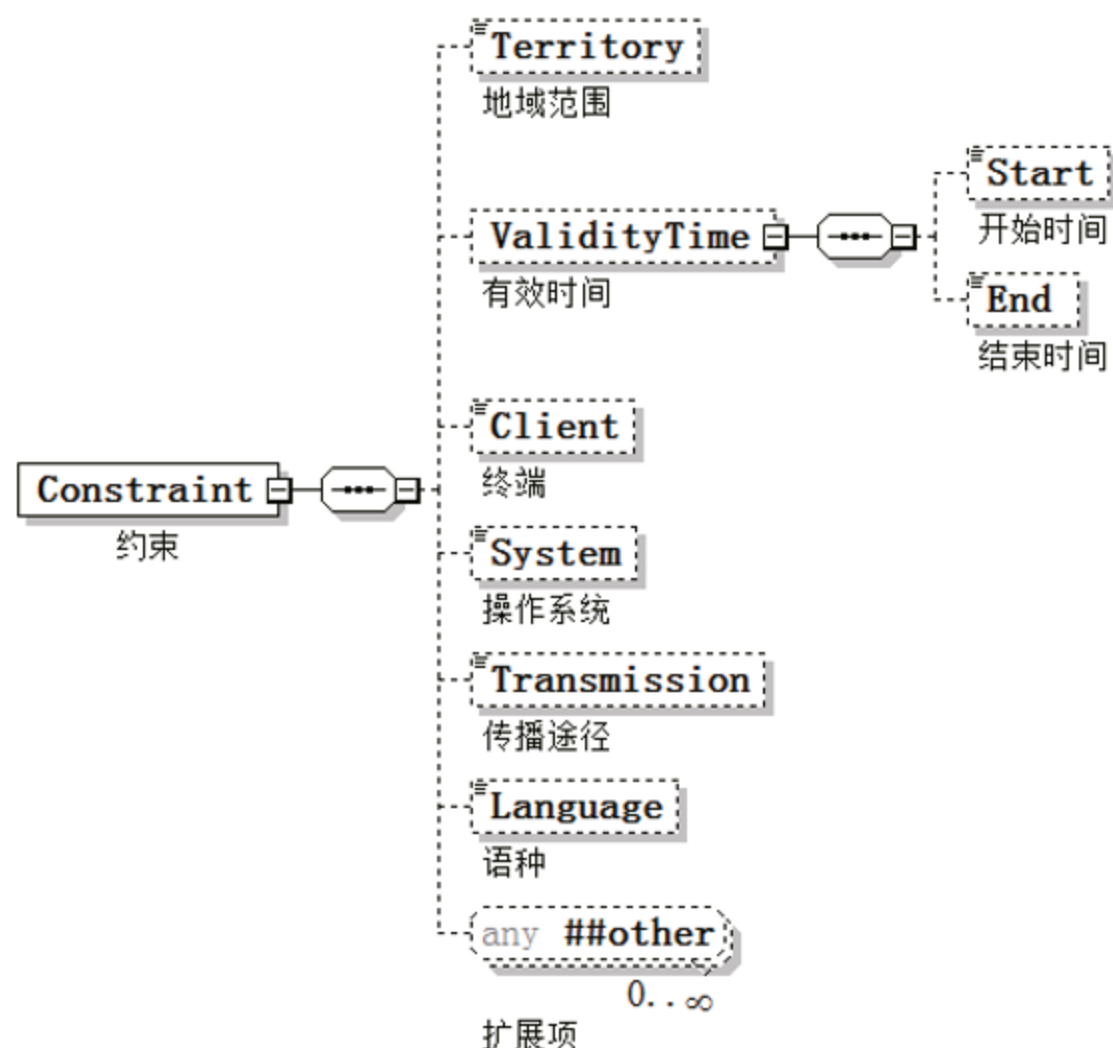 Territory
地域范围
Start
开始时间
ValidityTime
有效时间
End
结束时间
Client
终端
Constraint
约束
System
操作系统
Transmission
传播途径
Language
语种
any ##other
0..∞
扩展项